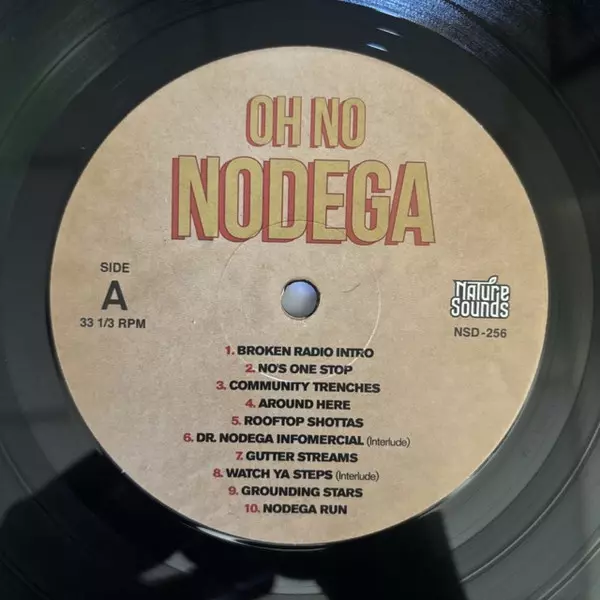 OH NO
NODEGA
SIDE
A
33 1/3 RPM
NATURE
SOUNDS
NSD-256
1. BROKEN RADIO INTRO
2. NO'S ONE STOP
3. COMMUNITY TRENCHES
4. AROUND HERE
5. ROOFTOP SHOTTAS
6. DR. NODEGA INFOMERCIAL (Interlude)
7. GUTTER STREAMS
8. WATCH YA STEPS (Interlude)
9. GROUNDING STARS
10. NODEGA RUN